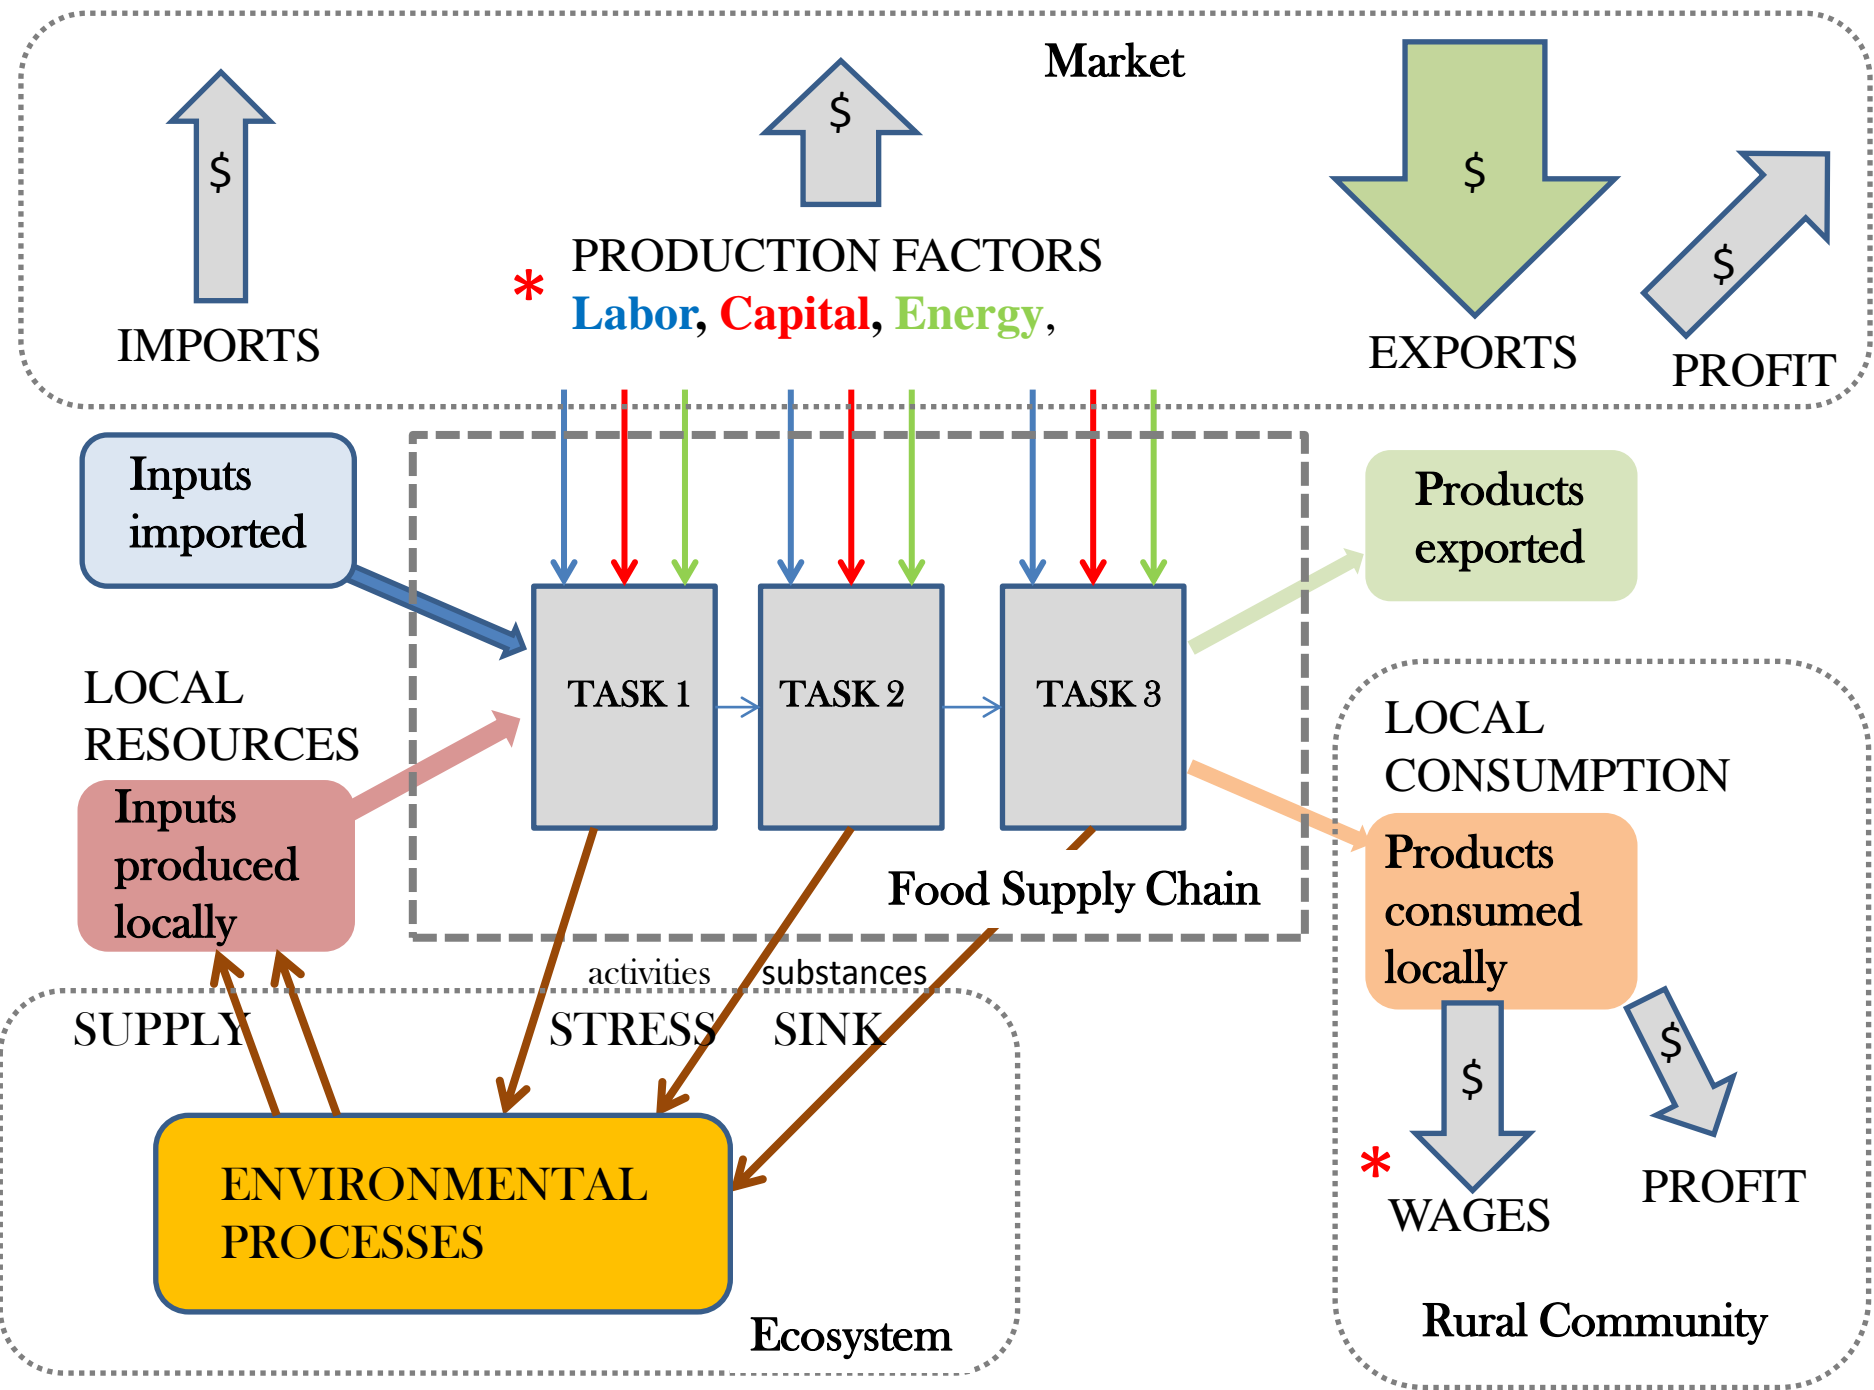 Market
$
$
$
$
$
PRODUCTION FACTORS
* Labor, Capital, Energy,
IMPORTS
EXPORTS
PROFIT
Inputs
imported
Products
exported
LOCAL
RESOURCES
Inputs
produced
locally
TASK 1
TASK 2
TASK 3
Food Supply Chain
LOCAL
CONSUMPTION
Products
consumed
locally
activities
substances
SUPPLY
STRESS
SINK
ENVIRONMENTAL
PROCESSES
Ecosystem
$
$
*
WAGES
PROFIT
Rural Community